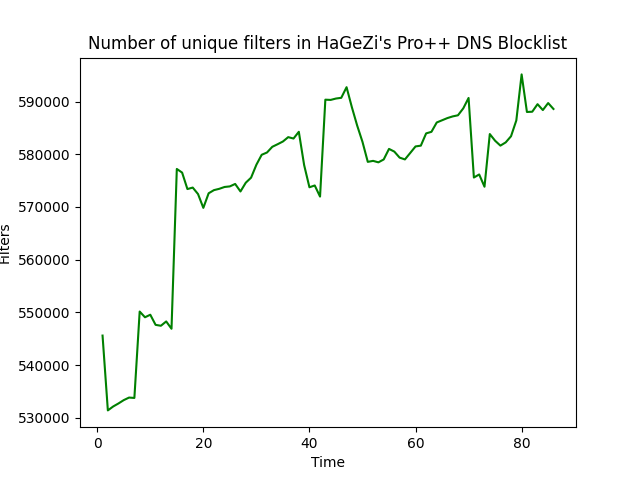 Number of unique filters in HaGeZi's Pro++ DNS Blocklist
590000
580000
570000
560000
550000
540000
530000
Filters
0 20 40 60 80
Time